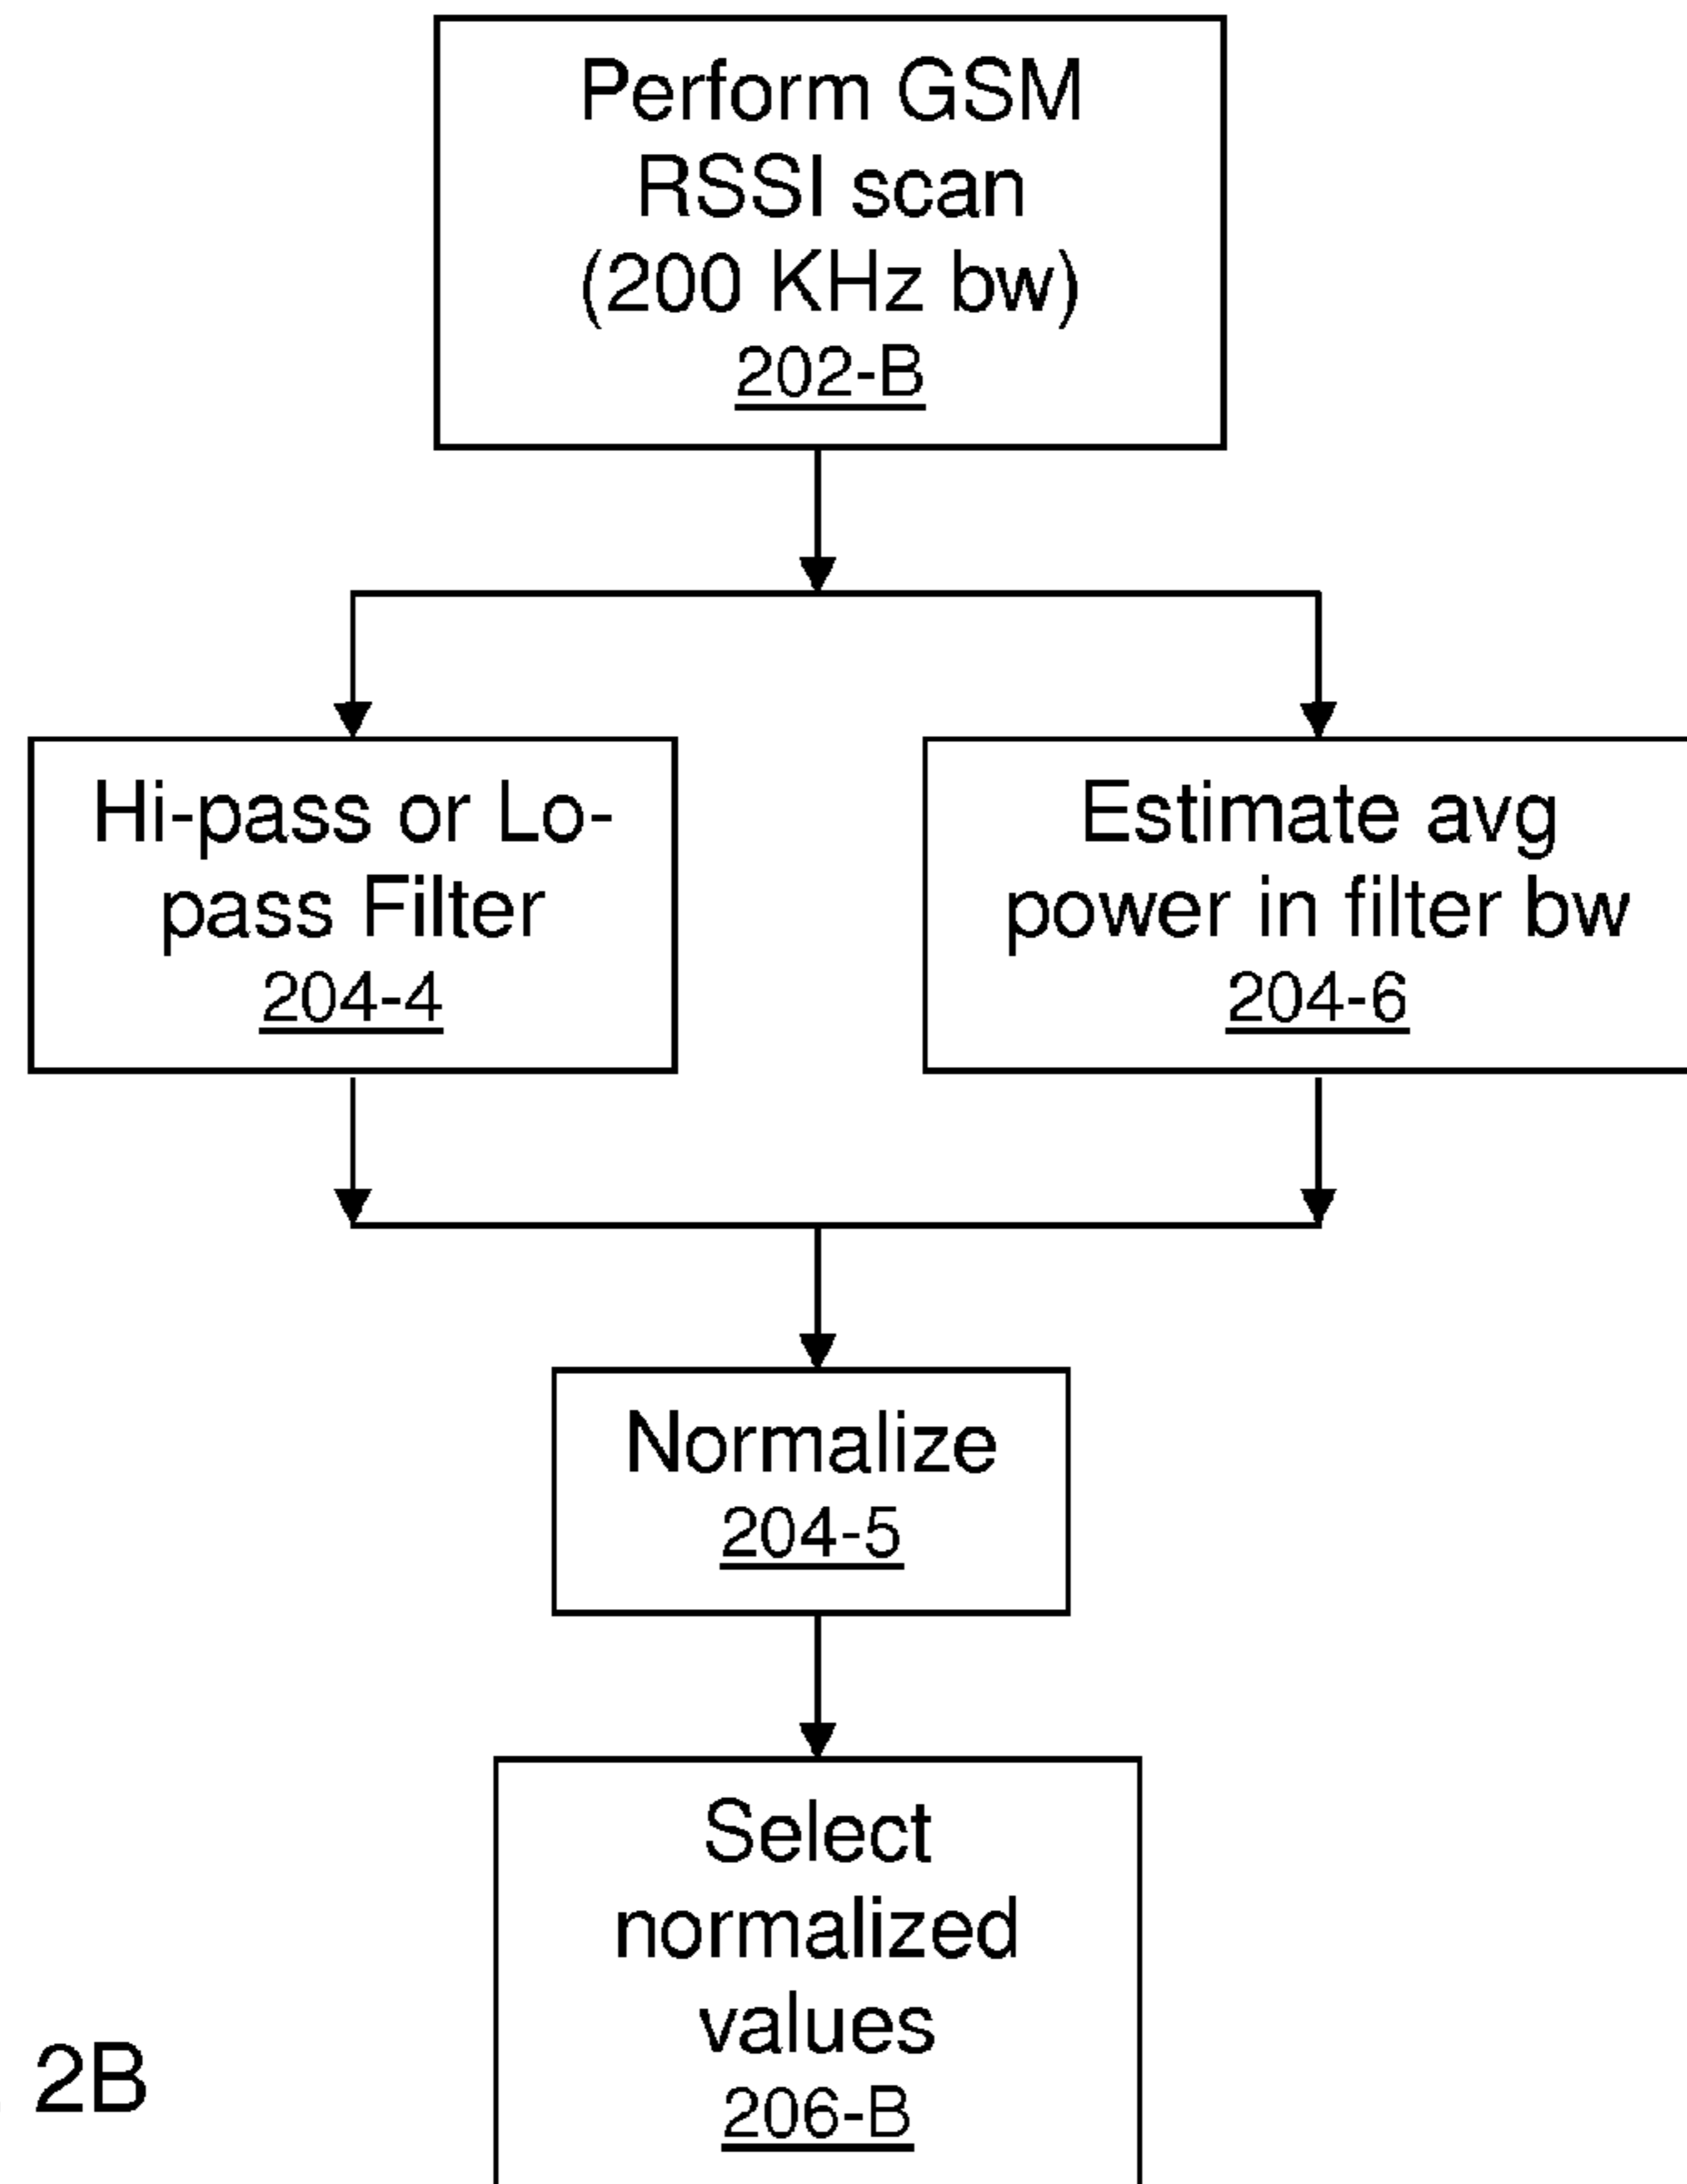 Perform GSM
RSSI scan
(200 KHz bw)
202-B
Hi-pass or Lo-
pass Filter
204-4
Estimate avg
power in filter bw
204-6
Normalize
204-5
Select
normalized
values
206-B
2B